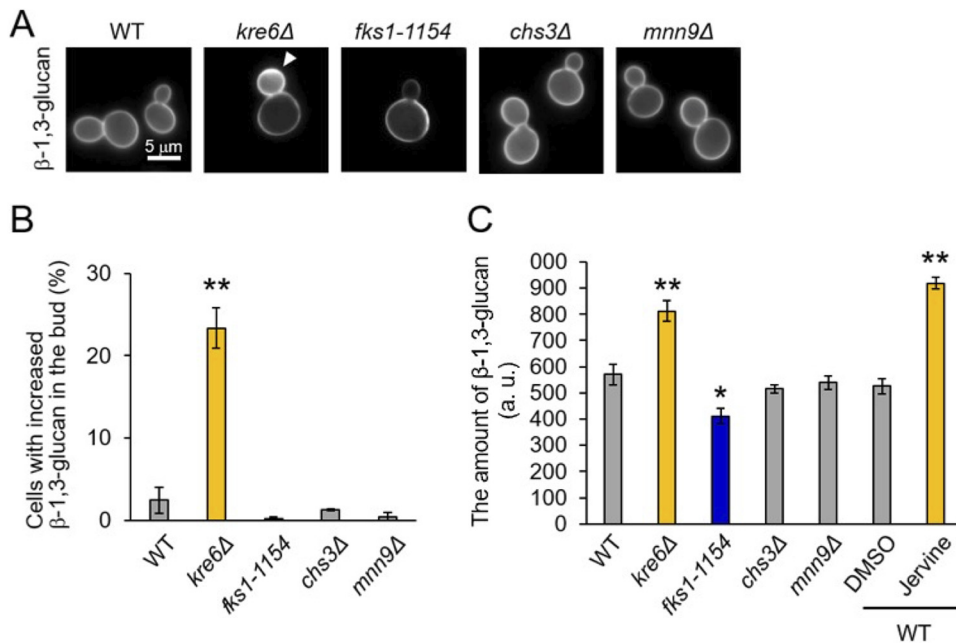 A
WT
kre6Δ
fks1-1154
chs3Δ
mnn9Δ
β-1,3-glucan
5 μm
B
Cells with increased
β-1,3-glucan in the bud (%)
30
20
10
0
**
WT
kre6Δ
fks1-1154
chs3Δ
mnn9Δ
C
The amount of β-1,3-glucan
(a. u.)
000
900
800
700
600
500
400
300
200
100
000
**
*
**
WT
kre6Δ
fks1-1154
chs3Δ
mnn9Δ
DMSO
Jervine
WT